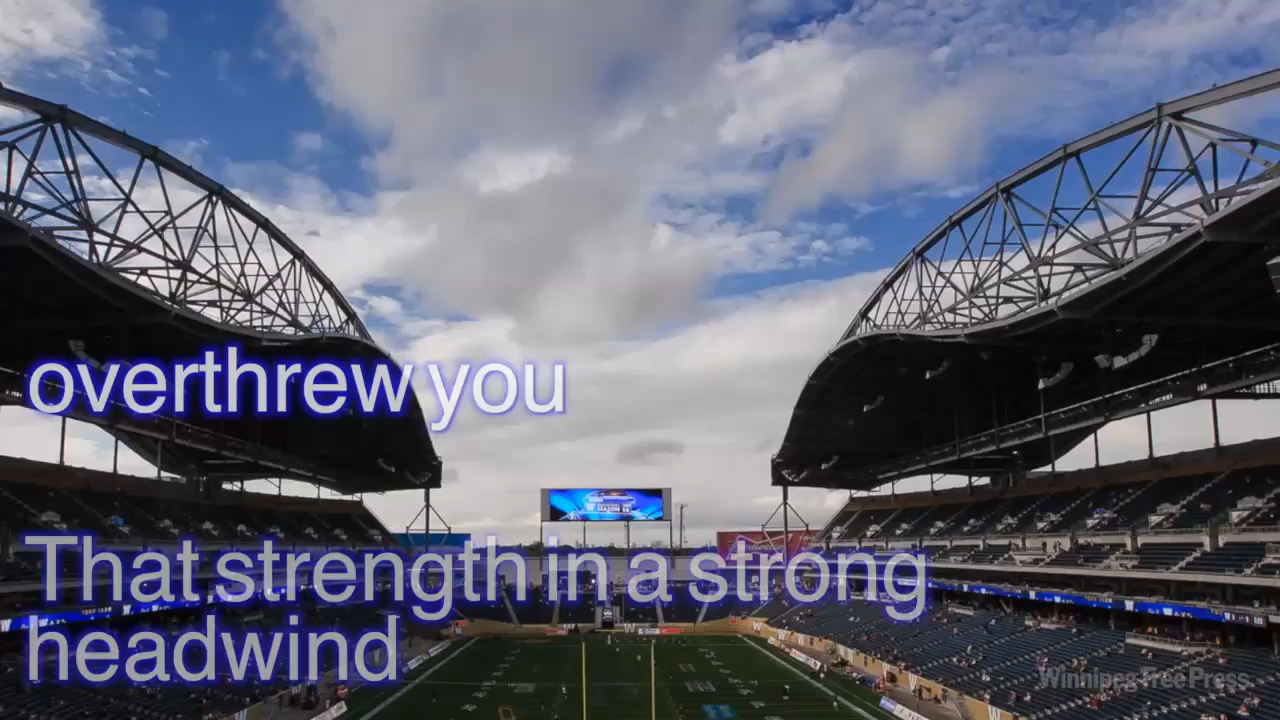 overthrew you
That strength in a strong
headwind
Winnipeg Free Press